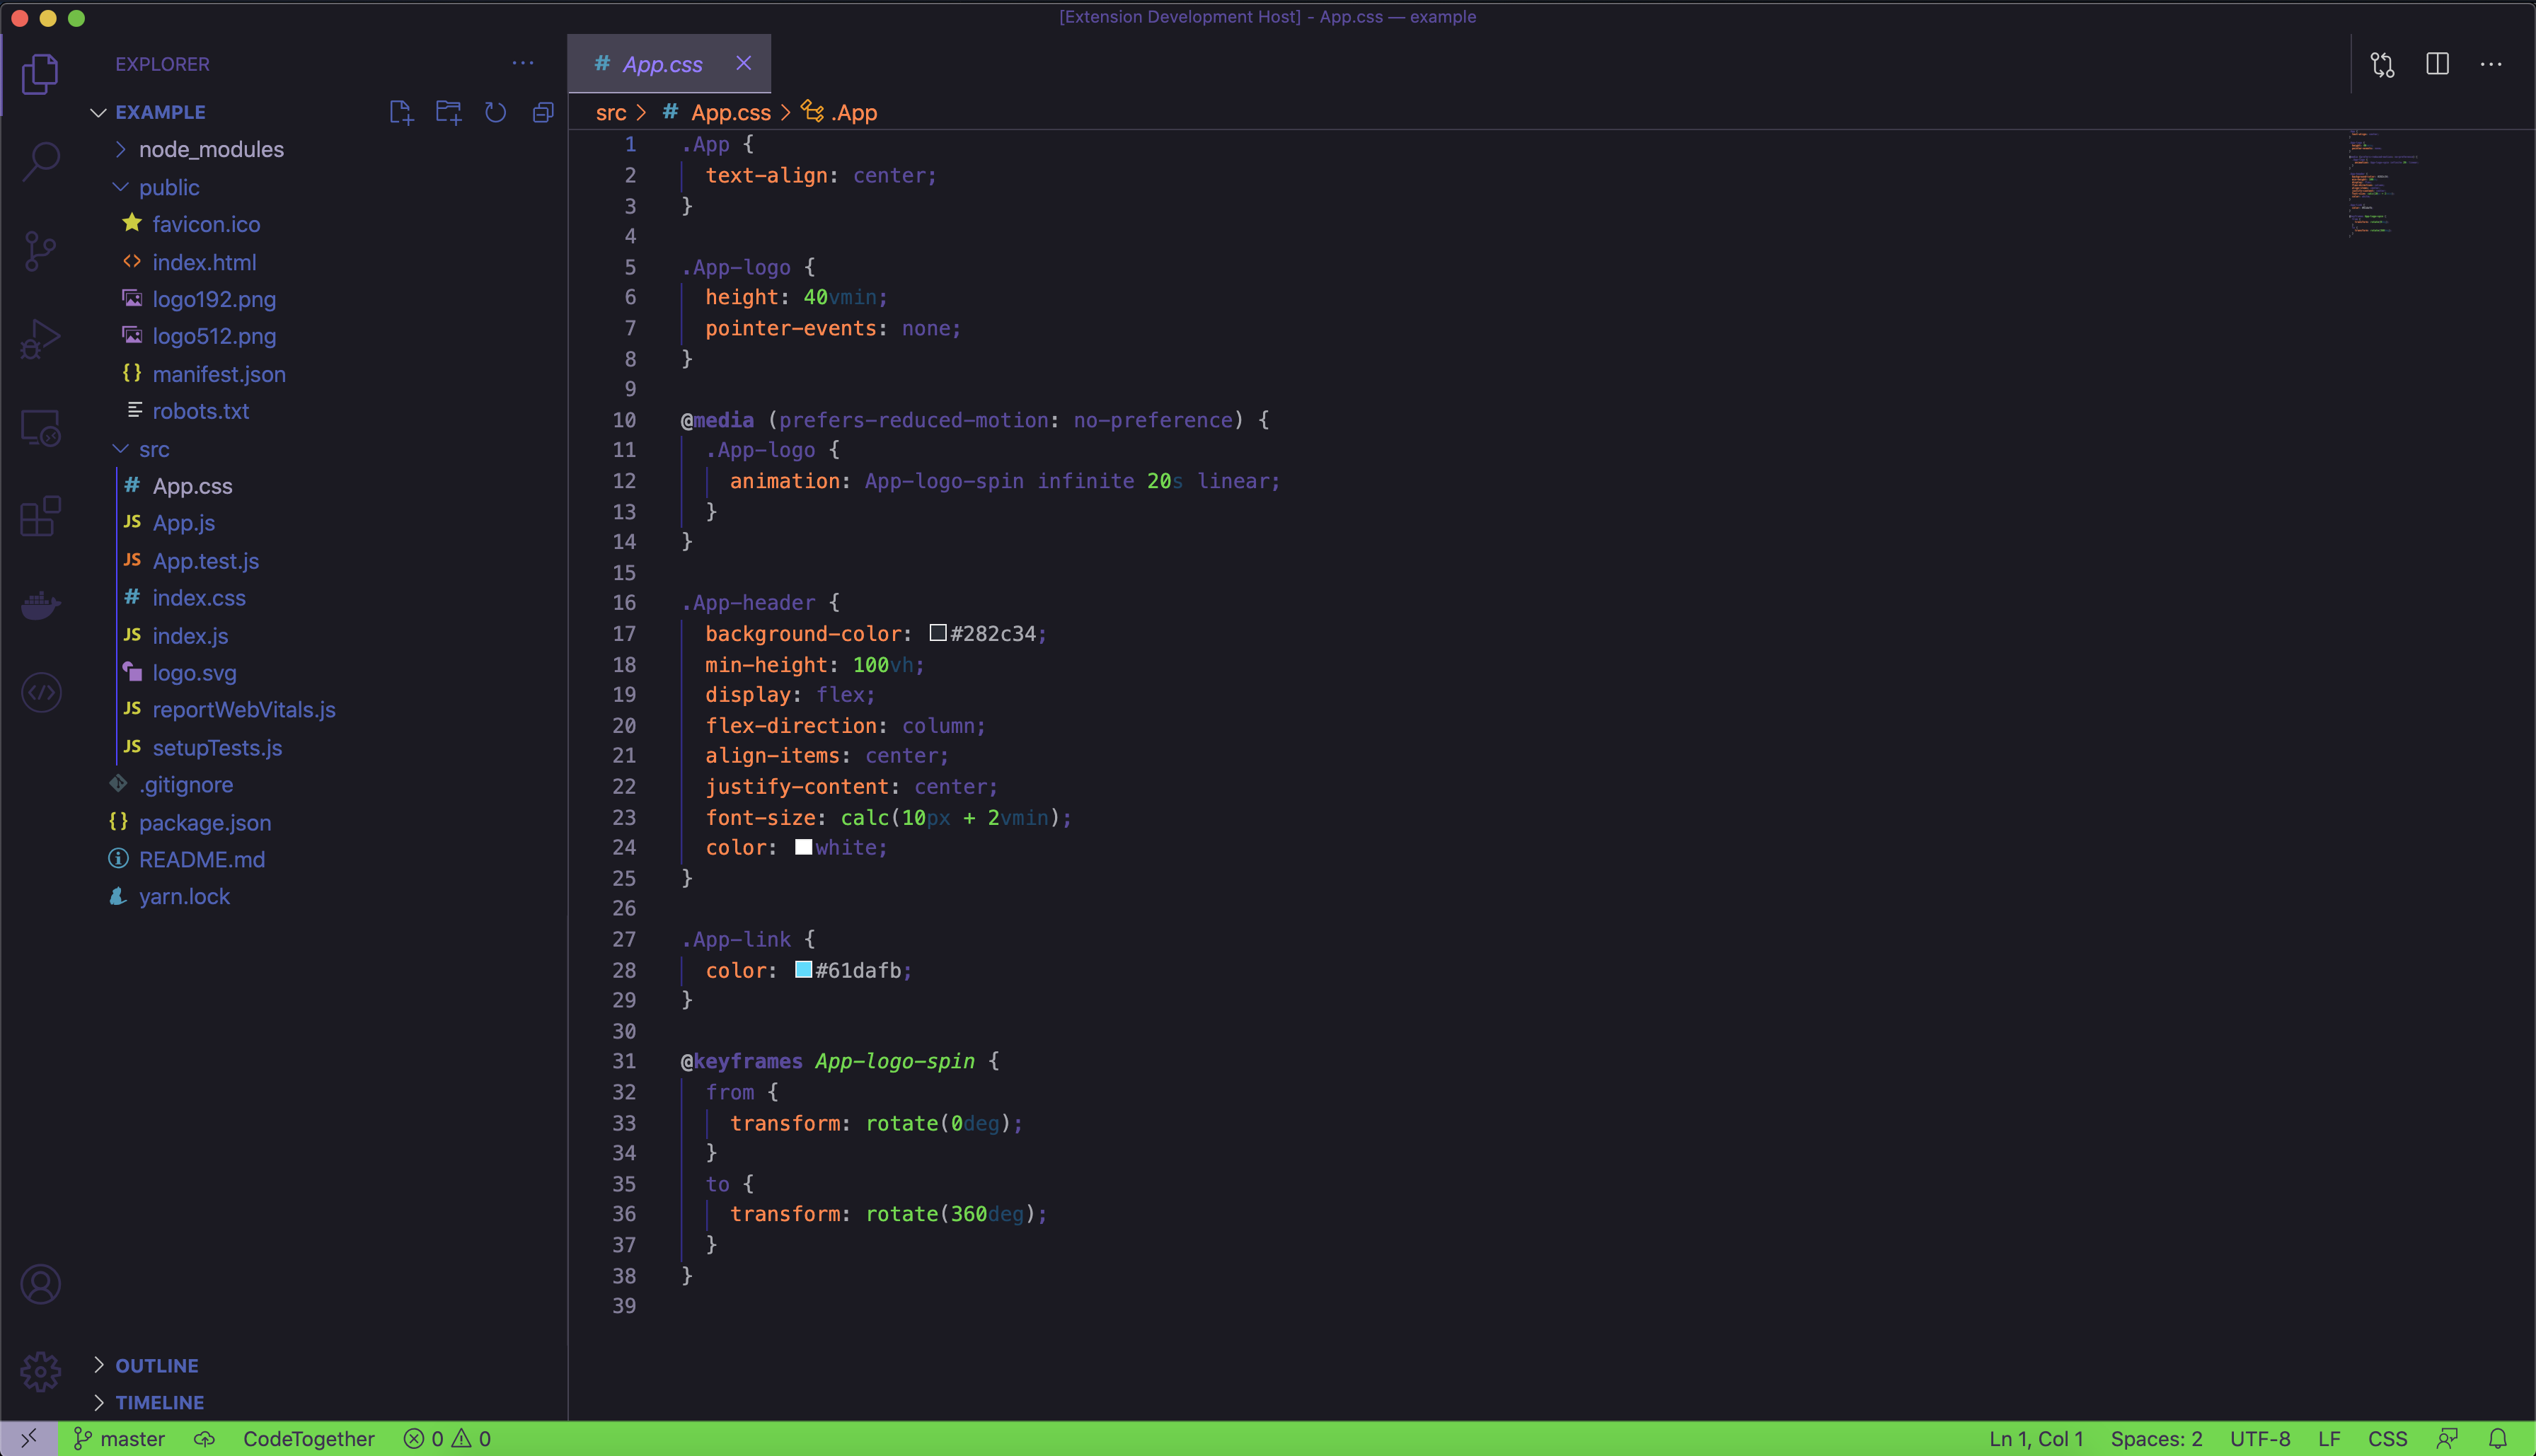 [Extension Development Host] - App.css — example
EXPLORER
EXAMPLE
node_modules
public
favicon.ico
<> index.html
logo192.png
logo512.png
{} manifest.json
robots.txt
src
# App.css
JS App.js
JS App.test.js
# index.css
JS index.js
logo.svg
JS reportWebVitals.js
JS setupTests.js
.gitignore
{} package.json
README.md
yarn.lock
OUTLINE
TIMELINE
# App.css
src > # App.css > .App
1 .App {
2 text-align: center;
3 }
4
5 .App-logo {
6 height: 40vmin;
7 pointer-events: none;
8 }
9
10 @media (prefers-reduced-motion: no-preference) {
11 .App-logo {
12 animation: App-logo-spin infinite 20s linear;
13 }
14 }
15
16 .App-header {
17 background-color: #282c34;
18 min-height: 100vh;
19 display: flex;
20 flex-direction: column;
21 align-items: center;
22 justify-content: center;
23 font-size: calc(10px + 2vmin);
24 color: white;
25 }
26
27 .App-link {
28 color: #61dafb;
29 }
30
31 @keyframes App-logo-spin {
32 from {
33 transform: rotate(0deg);
34 }
35 to {
36 transform: rotate(360deg);
37 }
38 }
39
master CodeTogether 0 0 Ln 1, Col 1 Spaces: 2 UTF-8 LF CSS